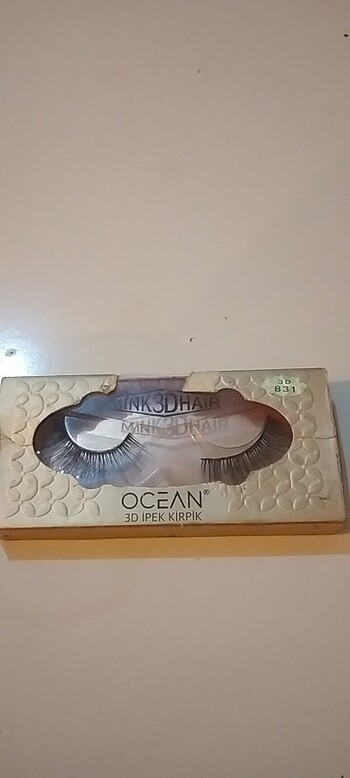 3D
831
MINK3DHAIR
MINK3DHAIR
OCEAN®
3D İPEK KİRPİK